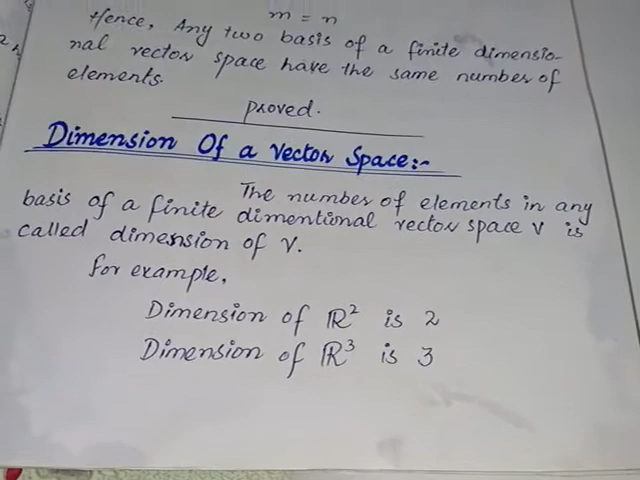 m = n
Hence, Any two basis of a finite dimensio-
nal vector space have the same number of
elements.
proved.
Dimension Of a Vector Space:-
The number of elements in any
basis of a finite dimentional vector space V is
called dimension of V.
for example,
Dimension of ℝ² is 2
Dimension of ℝ³ is 3